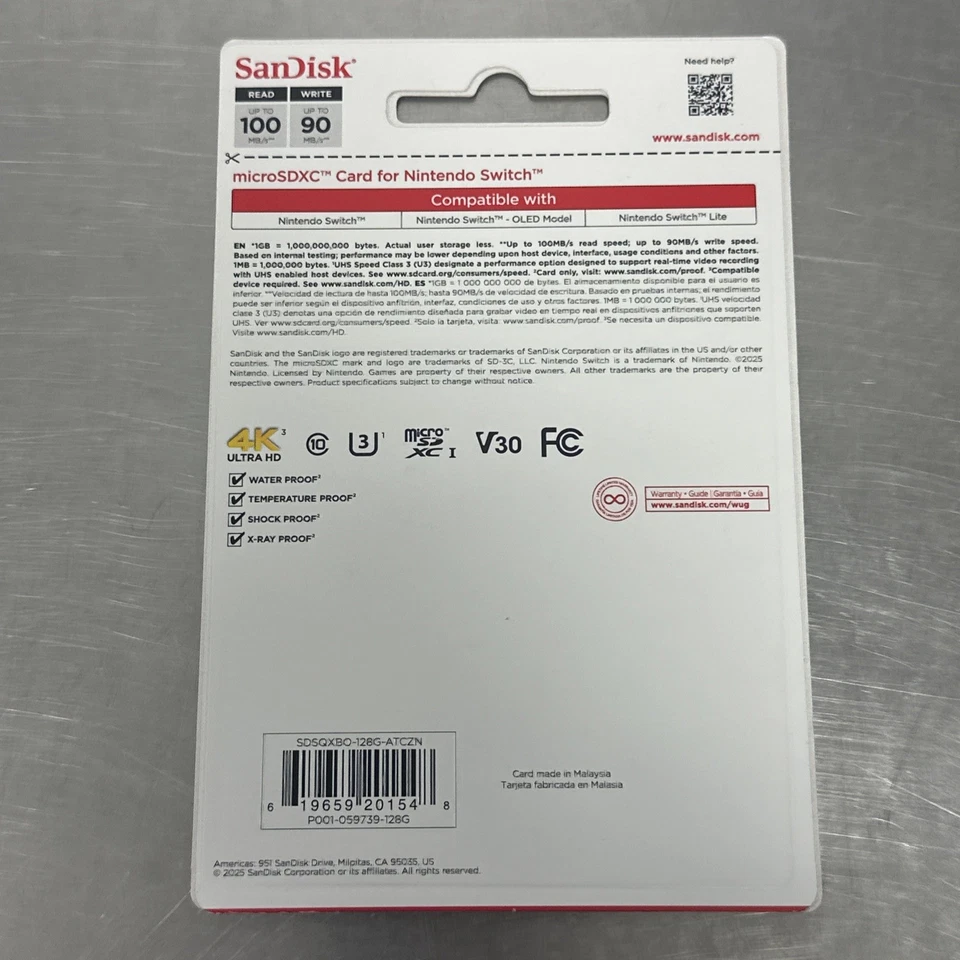 SanDisk®
Need help?
READ WRITE
UP TO UP TO
100 90
MB/s** MB/s**
www.sandisk.com
microSDXC™ Card for Nintendo Switch™
Compatible with
Nintendo Switch™ Nintendo Switch™ - OLED Model Nintendo Switch™ Lite
EN *1GB = 1,000,000,000 bytes. Actual user storage less. **Up to 100MB/s read speed; up to 90MB/s write speed.
Based on internal testing; performance may be lower depending upon host device, interface, usage conditions and other factors.
1MB = 1,000,000 bytes. ¹UHS Speed Class 3 (U3) designate a performance option designed to support real-time video recording
with UHS enabled host devices. See www.sdcard.org/consumers/speed. ²Card only, visit: www.sandisk.com/proof. ³Compatible
device required. See www.sandisk.com/HD. ES *1GB = 1 000 000 000 de bytes. El almacenamiento disponible para el usuario es
inferior. **Velocidad de lectura de hasta 100MB/s; hasta 90MB/s de velocidad de escritura. Basado en pruebas internas; el rendimiento
puede ser inferior según el dispositivo anfitrión, interfaz, condiciones de uso y otros factores. 1MB = 1 000 000 bytes. ¹UHS velocidad
clase 3 (U3) denotas una opción de rendimiento diseñada para grabar video en tiempo real en dispositivos anfitriones que soporten
UHS. Ver www.sdcard.org/consumers/speed. ²Solo la tarjeta, visita: www.sandisk.com/proof. ³Se necesita un dispositivo compatible.
Visite www.sandisk.com/HD.
SanDisk and the SanDisk logo are registered trademarks or trademarks of SanDisk Corporation or its affiliates in the US and/or other
countries. The microSDXC mark and logo are trademarks of SD-3C, LLC. Nintendo Switch is a trademark of Nintendo. ©2025
Nintendo. Licensed by Nintendo. Games are property of their respective owners. All other trademarks are the property of their
respective owners. Product specifications subject to change without notice.
4K³ 10 3¹ micro™ SD XC I V30 FC
ULTRA HD
WATER PROOF²
TEMPERATURE PROOF²
SHOCK PROOF²
X-RAY PROOF²
Warranty • Guide | Garantía • Guía
www.sandisk.com/wug
SDSQXBO-128G-ATCZN
6 19659 20154 8
P001-059739-128G
Card made in Malaysia
Tarjeta fabricada en Malasia
Americas: 951 SanDisk Drive, Milpitas, CA 95035, US
© 2025 SanDisk Corporation or its affiliates. All rights reserved.